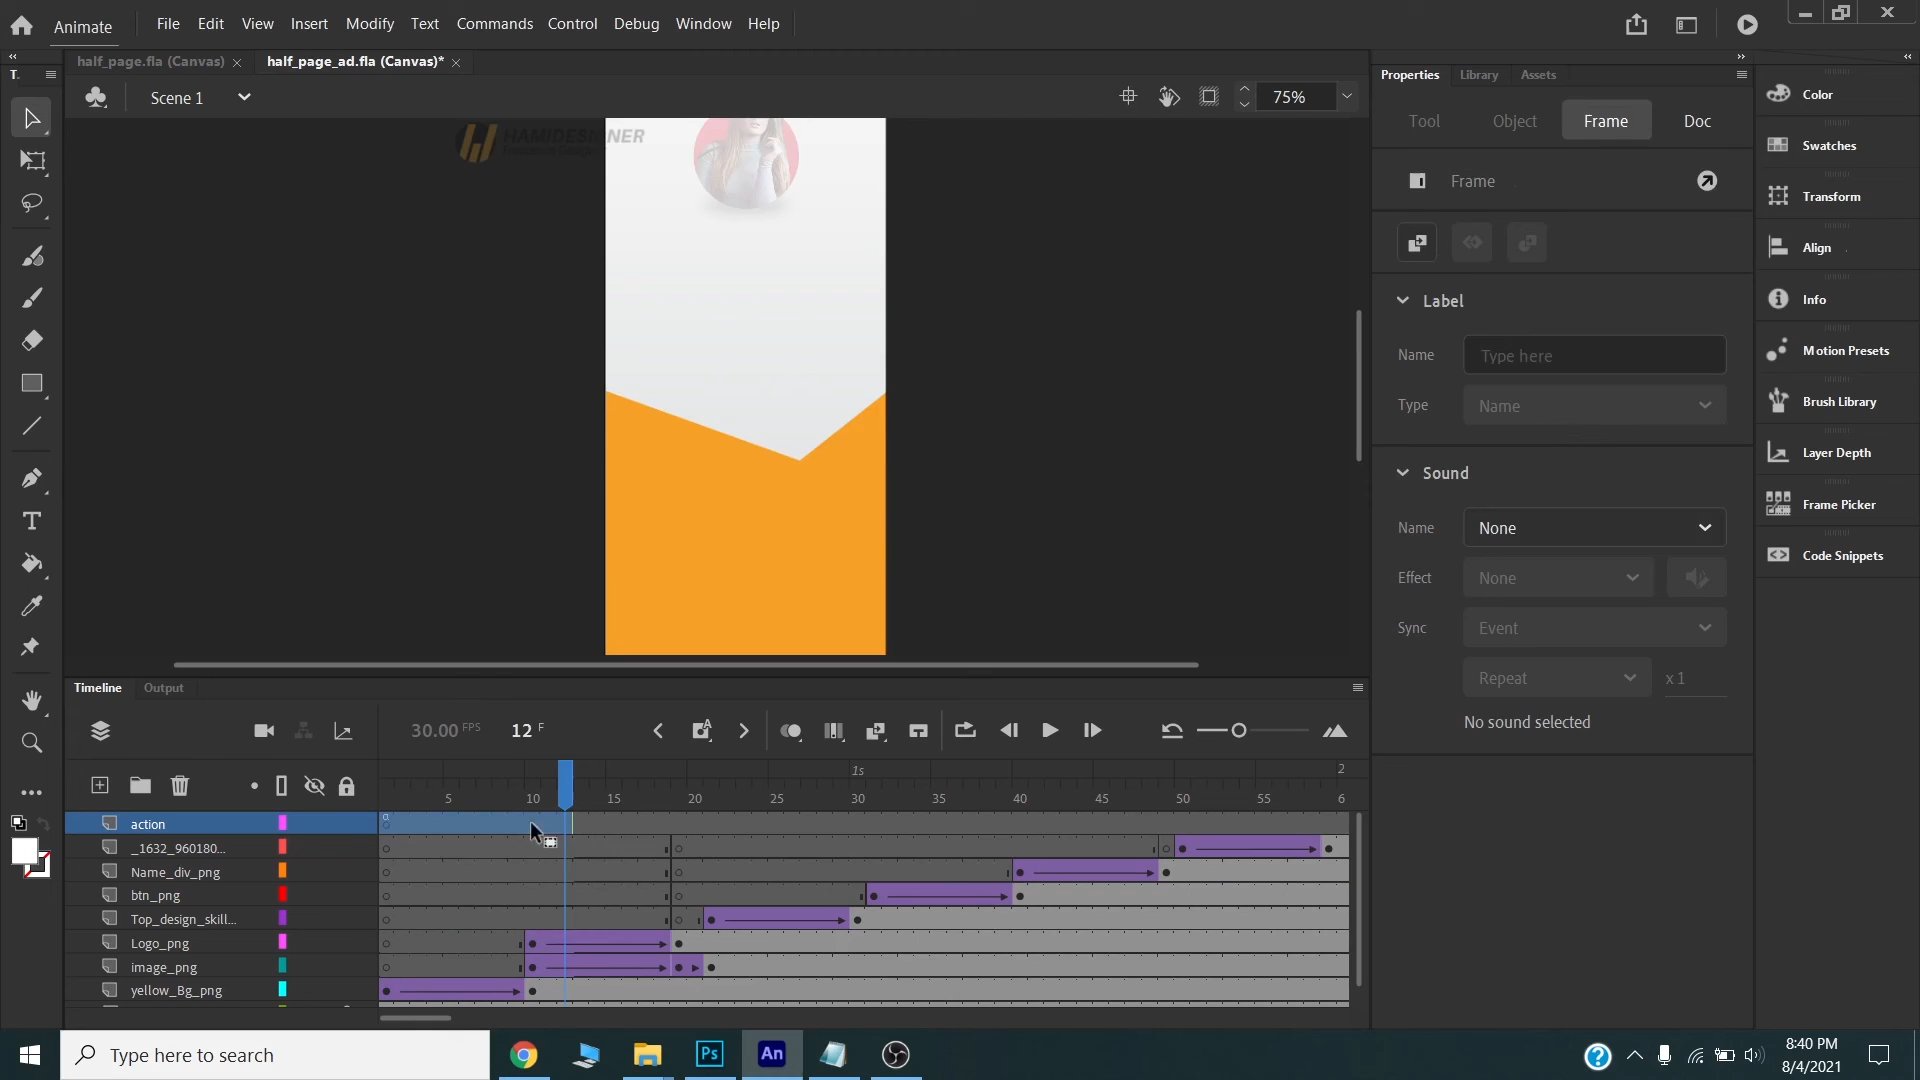 Animate
File Edit View Insert Modify Text Commands Control Debug Window Help
half_page.fla (Canvas)
half_page_ad.fla (Canvas)*
T.
Properties
Library
Assets
Scene 1
75%
HAMIDESIGNER
Tool
Object
Frame
Doc
Frame
Label
Name
Type here
Type
Name
Sound
Name
None
Effect
None
Sync
Event
Repeat
x 1
No sound selected
Color
Swatches
Transform
Align
Info
Motion Presets
Brush Library
Layer Depth
Frame Picker
Code Snippets
Timeline
Output
30.00 FPS
12 F
1s
2
5 10 15 20 25 30 35 40 45 50 55 6
action
_1632_960180...
Name_div_png
btn_png
Top_design_skill...
Logo_png
image_png
yellow_Bg_png
Type here to search
Ps
An
8:40 PM
8/4/2021